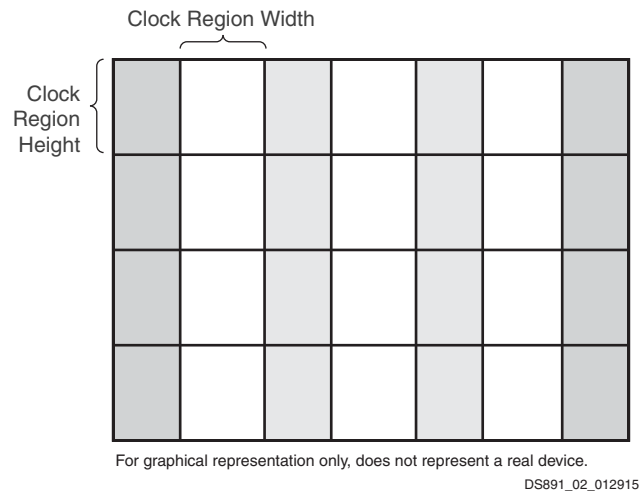 Clock Region Width
Clock
Region
Height
For graphical representation only, does not represent a real device.
DS891_02_012915